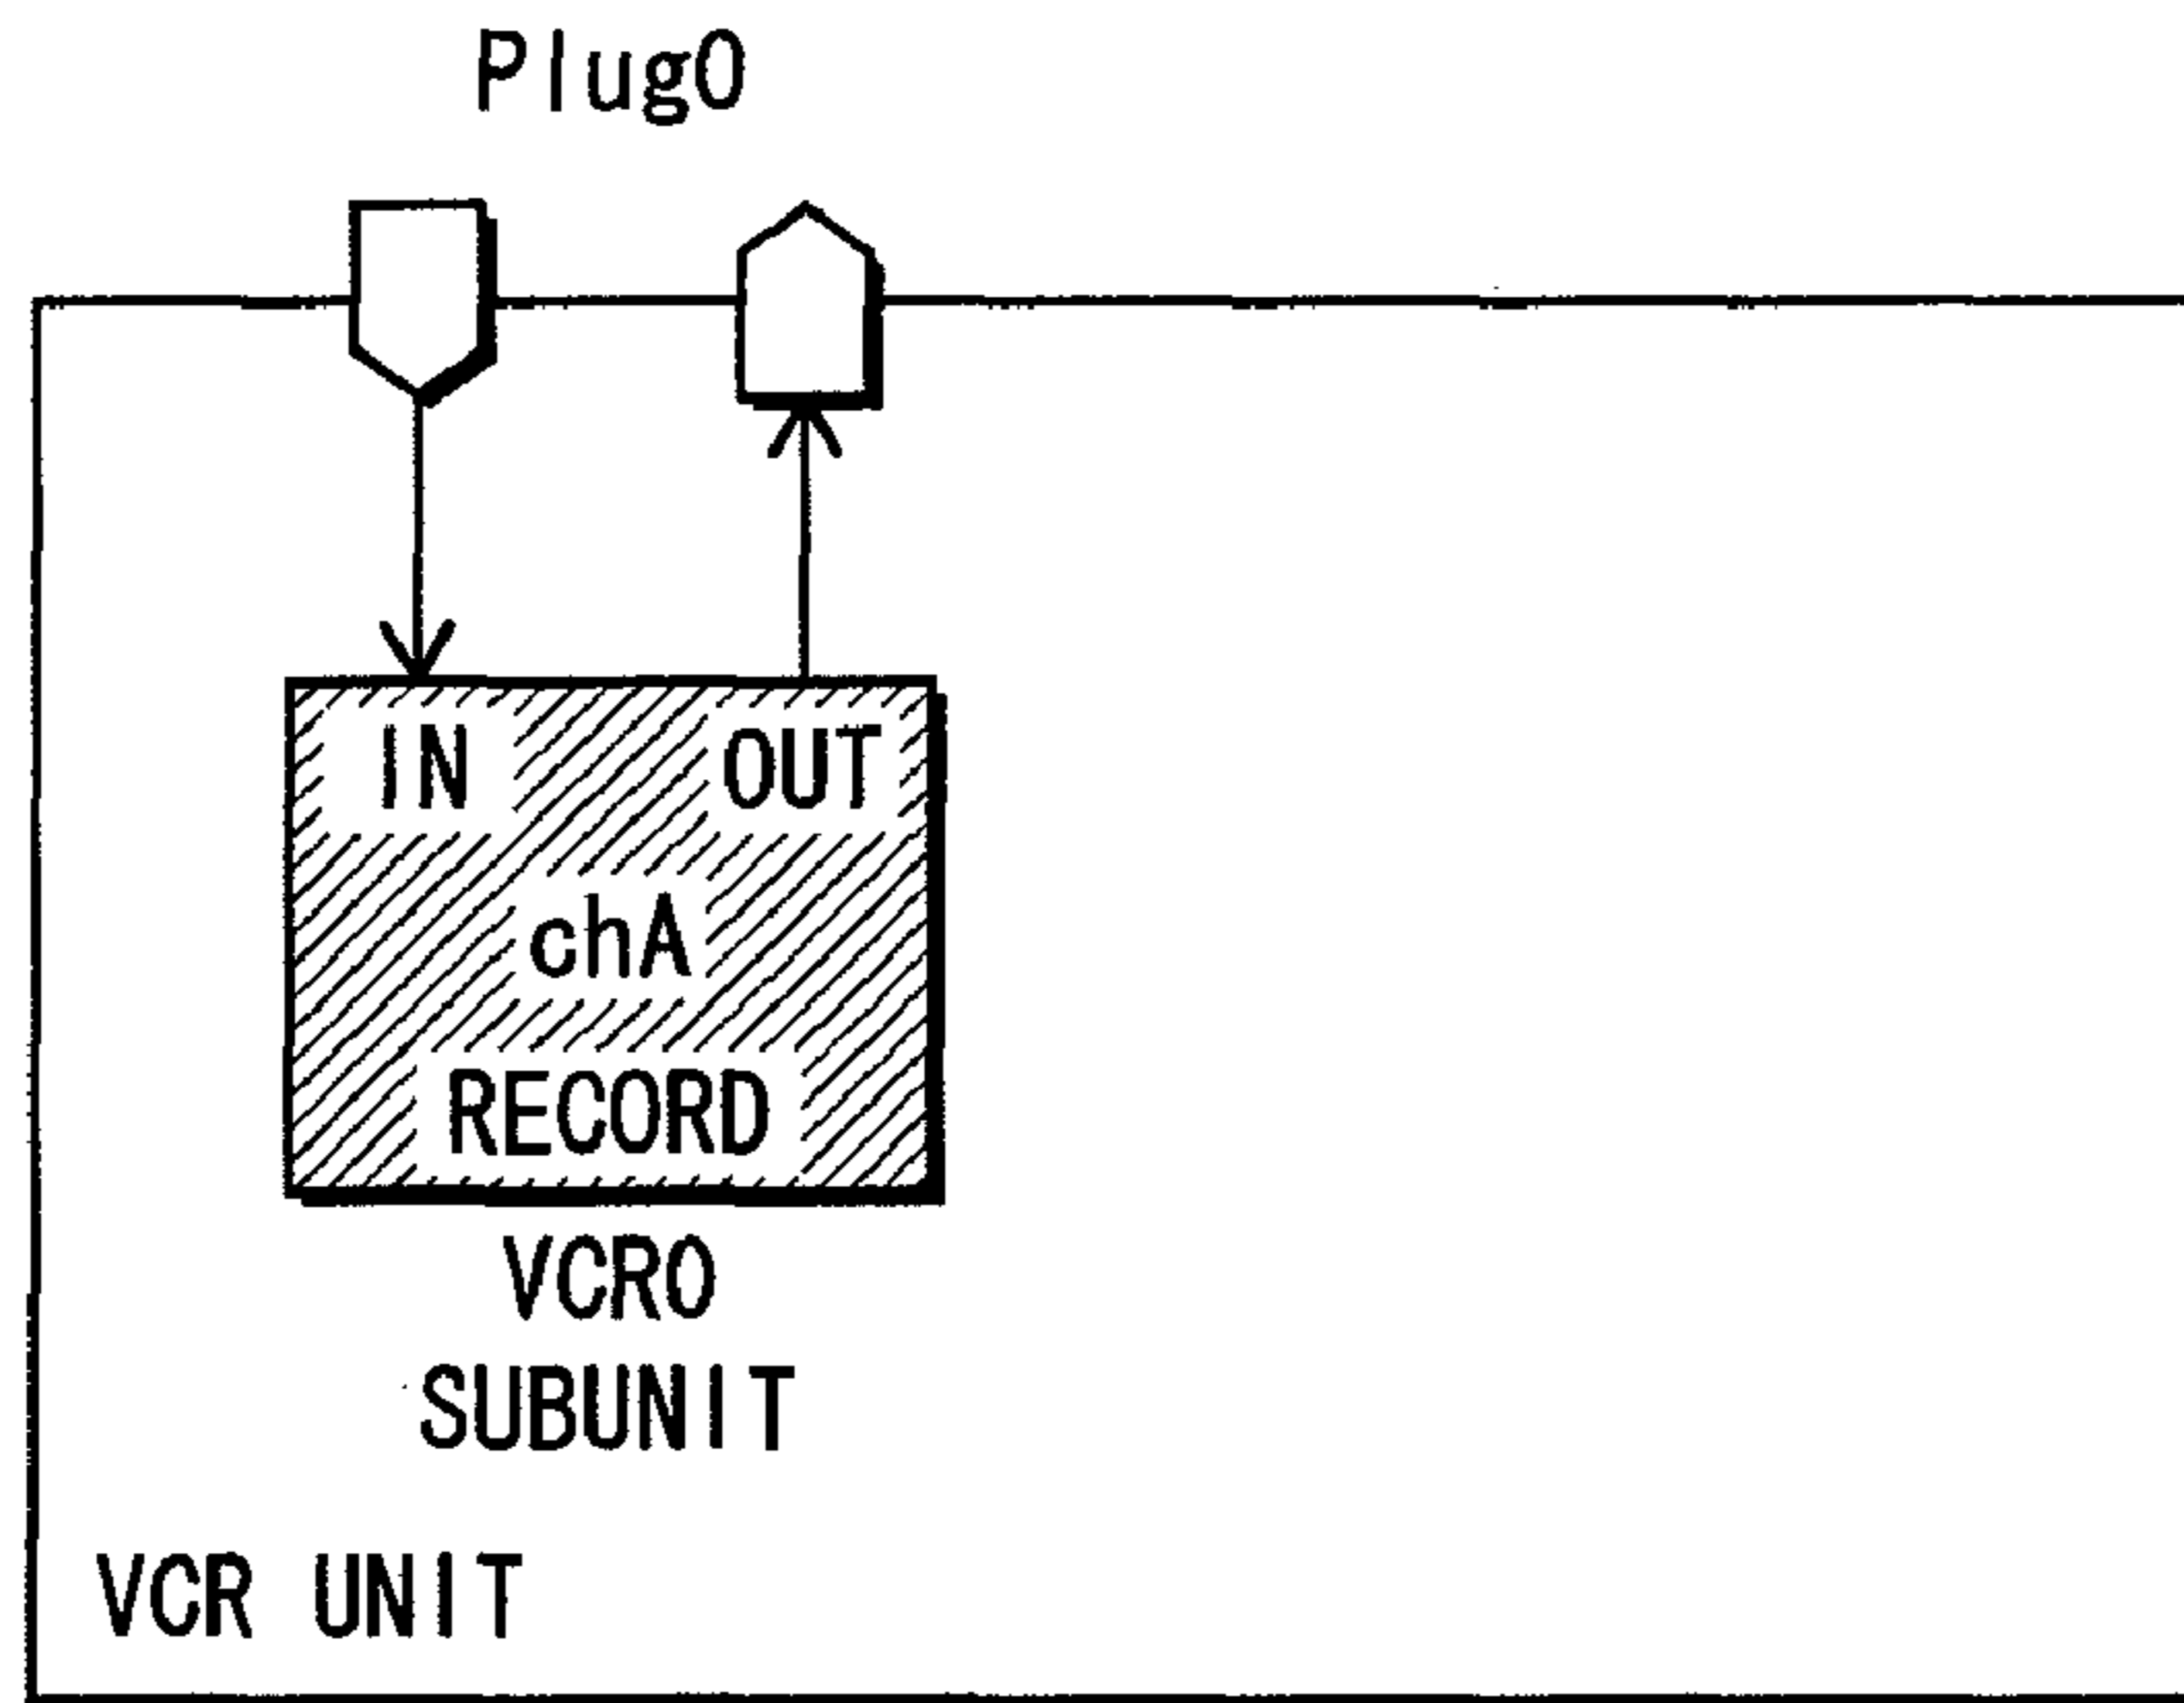 Plug0
IN OUT
chA
RECORD
VCR0
SUBUNIT
VCR UNIT